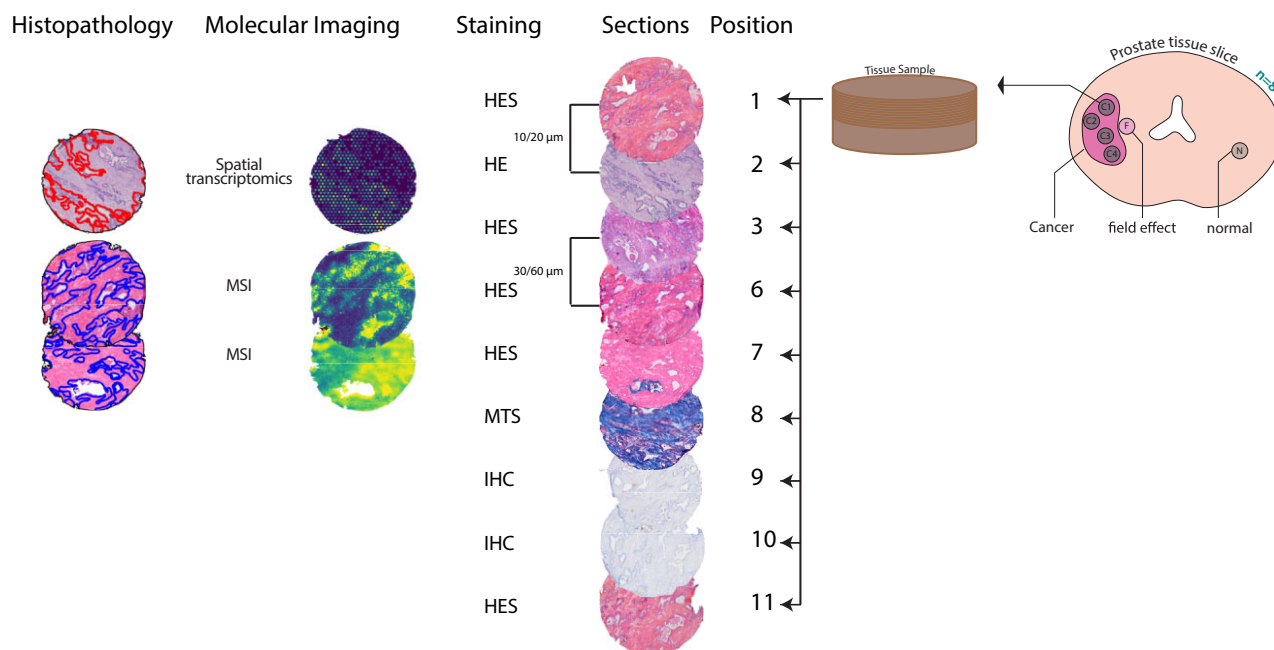 Histopathology
Molecular Imaging
Staining
Sections
Position
Spatial
transcriptomics
MSI
MSI
HES
HE
HES
HES
HES
MTS
IHC
IHC
HES
10/20 µm
30/60 µm
1
2
3
6
7
8
9
10
11
Tissue Sample
Prostate tissue slice
C1
C2
C3
C4
F
N
Cancer
field effect
normal